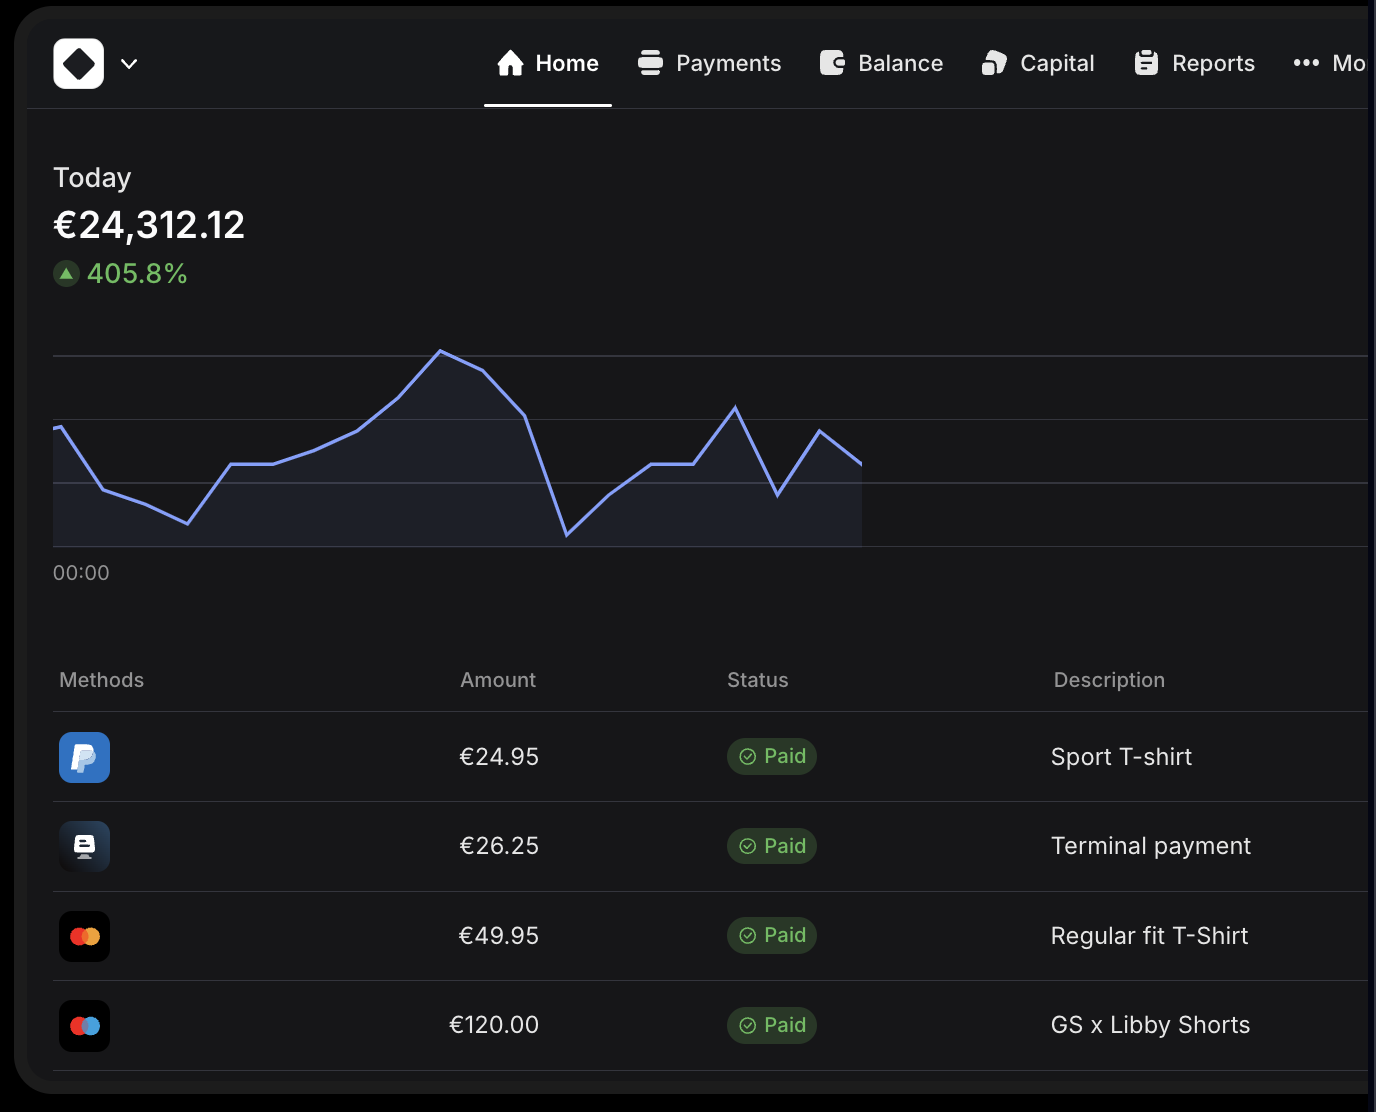 Home Payments Balance Capital Reports ••• Mo
Today
€24,312.12
405.8%
00:00
Methods Amount Status Description
€24.95 Paid Sport T-shirt
€26.25 Paid Terminal payment
€49.95 Paid Regular fit T-Shirt
€120.00 Paid GS x Libby Shorts